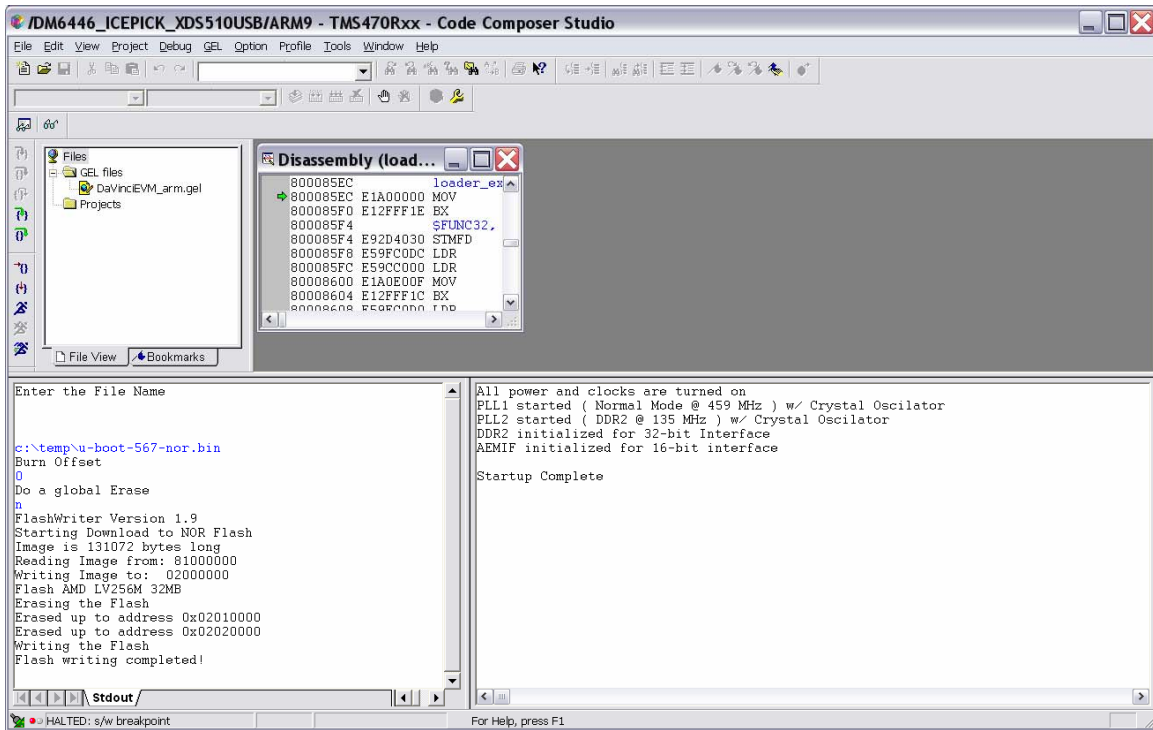 /DM6446_ICEPICK_XDS510USB/ARM9 - TMS470Rxx - Code Composer Studio
File Edit View Project Debug GEL Option Profile Tools Window Help
Files
GEL files
DaVinciEVM_arm.gel
Projects
File View Bookmarks
Disassembly (load...
800085EC loader_ex
800085EC E1A00000 MOV
800085F0 E12FFF1E BX
800085F4 $FUNC32,
800085F4 E92D4030 STMFD
800085F8 E59FC0DC LDR
800085FC E59CC000 LDR
80008600 E1A0E00F MOV
80008604 E12FFF1C BX
80008608 E59FC0D0 LDR
Enter the File Name
c:\temp\u-boot-567-nor.bin
Burn Offset
0
Do a global Erase
n
FlashWriter Version 1.9
Starting Download to NOR Flash
Image is 131072 bytes long
Reading Image from: 81000000
Writing Image to:  02000000
Flash AMD LV256M 32MB
Erasing the Flash
Erased up to address 0x02010000
Erased up to address 0x02020000
Writing the Flash
Flash writing completed!
Stdout
All power and clocks are turned on
PLL1 started ( Normal Mode @ 459 MHz ) w/ Crystal Oscilator
PLL2 started ( DDR2 @ 135 MHz ) w/ Crystal Oscilator
DDR2 initialized for 32-bit Interface
AEMIF initialized for 16-bit interface
Startup Complete
HALTED: s/w breakpoint
For Help, press F1